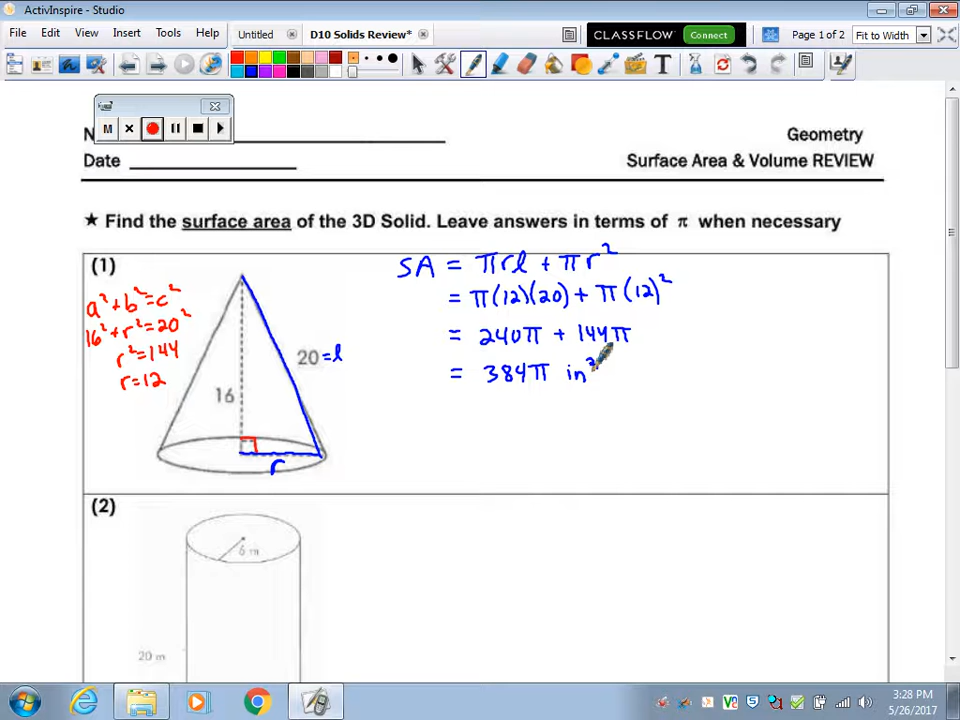 ActivInspire - Studio
File Edit View Insert Tools Help
Untitled
D10 Solids Review*
CLASSFLOW Connect
Page 1 of 2
Fit to Width
M
N
Geometry
Date
Surface Area & Volume REVIEW
★ Find the surface area of the 3D Solid. Leave answers in terms of π when necessary
(1)
a²+b²=c²
16²+r²=20²
r²=144
r=12
16
20=l
r
SA = πrl + πr²
= π(12)(20) + π(12)²
= 240π + 144π
= 384π in²
(2)
6 m
20 m
3:28 PM
5/26/2017